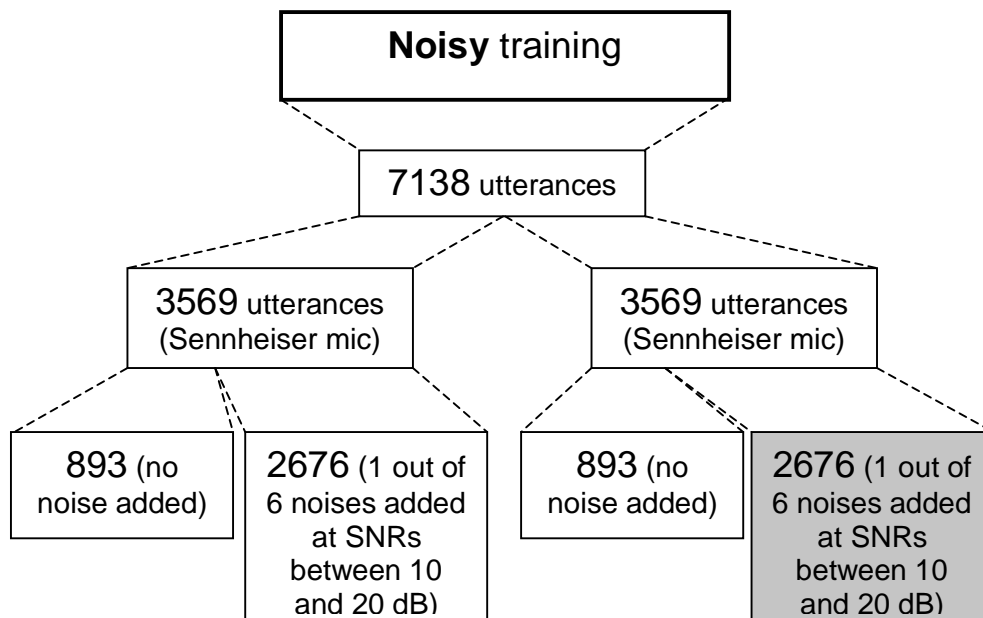 Noisy training
7138 utterances
3569 utterances
(Sennheiser mic)
3569 utterances
(Sennheiser mic)
893 (no
noise added)
2676 (1 out of
6 noises added
at SNRs
between 10
and 20 dB)
893 (no
noise added)
2676 (1 out of
6 noises added
at SNRs
between 10
and 20 dB)